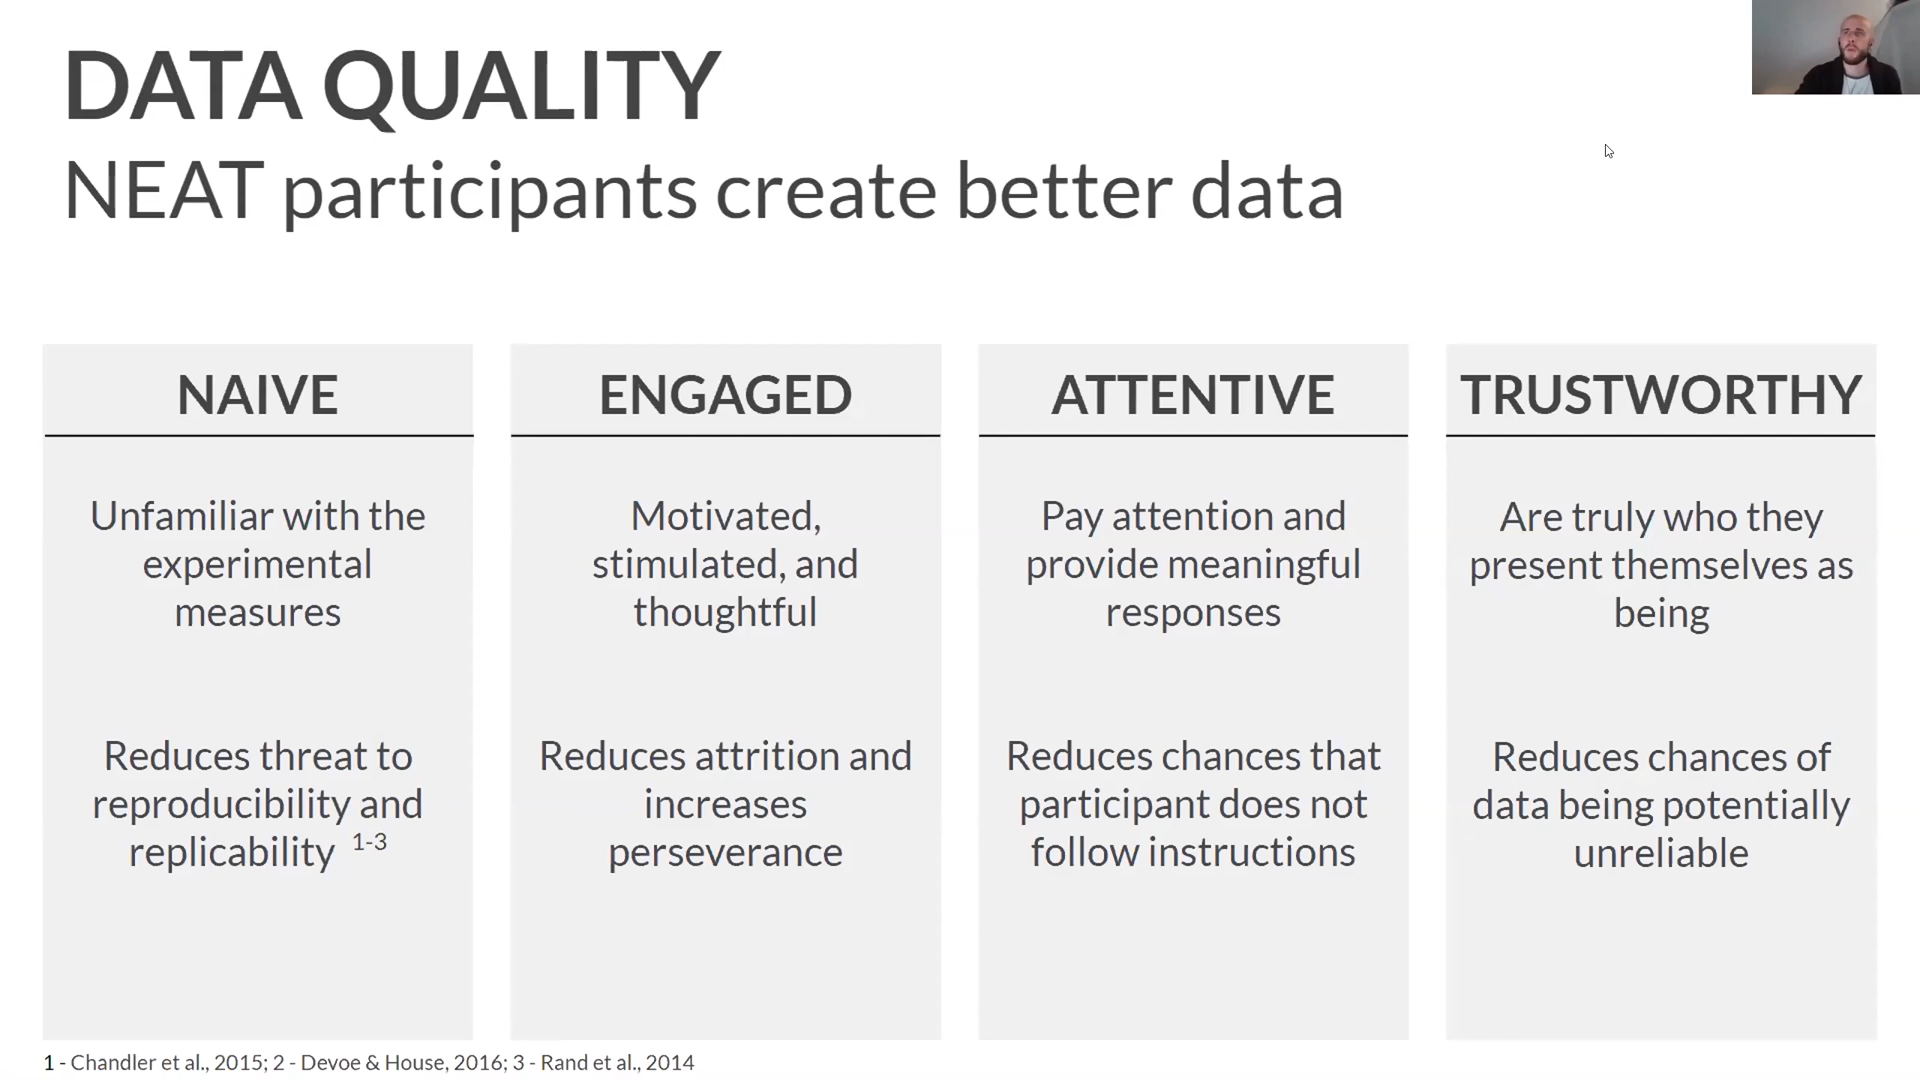 DATA QUALITY
NEAT participants create better data
NAIVE
Unfamiliar with the
experimental
measures
Reduces threat to
reproducibility and
replicability 1-3
ENGAGED
Motivated,
stimulated, and
thoughtful
Reduces attrition and
increases
perseverance
ATTENTIVE
Pay attention and
provide meaningful
responses
Reduces chances that
participant does not
follow instructions
TRUSTWORTHY
Are truly who they
present themselves as
being
Reduces chances of
data being potentially
unreliable
1 - Chandler et al., 2015; 2 - Devoe & House, 2016; 3 - Rand et al., 2014